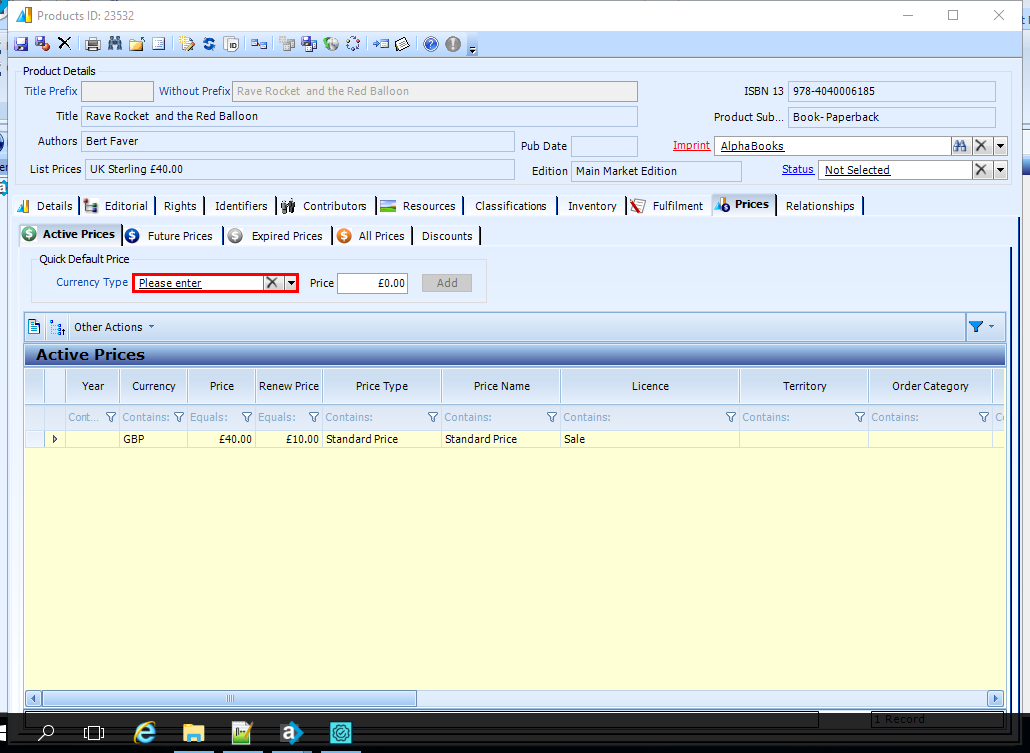 Products ID: 23532
Product Details
Title Prefix Without Prefix Rave Rocket and the Red Balloon ISBN 13 978-4040006185
Title Rave Rocket and the Red Balloon Product Sub... Book- Paperback
Authors Bert Faver Pub Date Imprint AlphaBooks
List Prices UK Sterling £40.00 Edition Main Market Edition Status Not Selected
Details Editorial Rights Identifiers Contributors Resources Classifications Inventory Fulfilment Prices Relationships
Active Prices Future Prices Expired Prices All Prices Discounts
Quick Default Price
Currency Type Please enter Price £0.00 Add
Other Actions
Active Prices
Year Currency Price Renew Price Price Type Price Name Licence Territory Order Category
Cont... Contains: Equals: Equals: Contains: Contains: Contains: Contains: Contains:
GBP £40.00 £10.00 Standard Price Standard Price Sale
1 Record